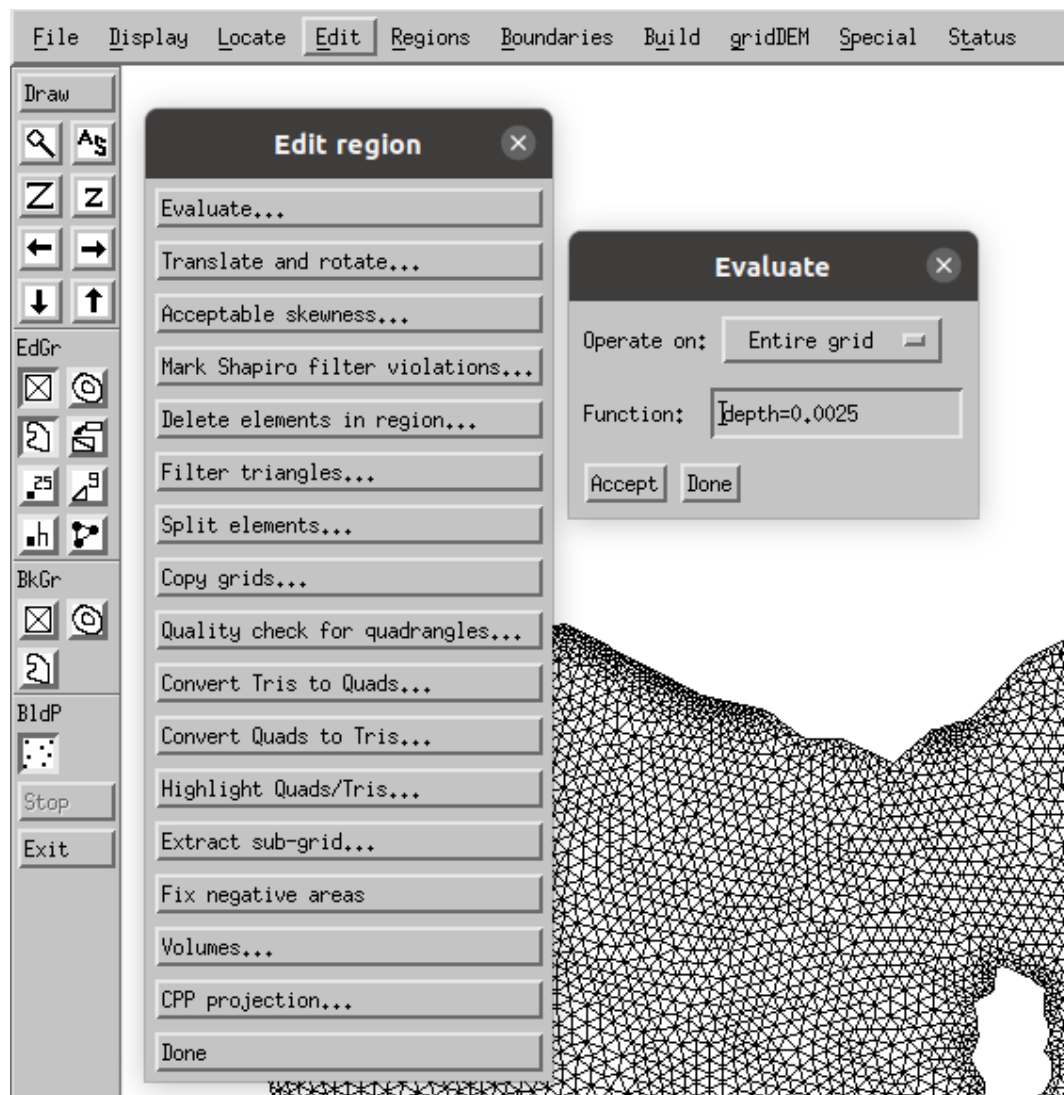 File Display Locate Edit Regions Boundaries Build gridDEM Special Status
Draw
AS
Z z
EdGr
25 9
h
BkGr
BldP
Stop
Exit
Edit region
Evaluate...
Translate and rotate...
Acceptable skewness...
Mark Shapiro filter violations...
Delete elements in region...
Filter triangles...
Split elements...
Copy grids...
Quality check for quadrangles...
Convert Tris to Quads...
Convert Quads to Tris...
Highlight Quads/Tris...
Extract sub-grid...
Fix negative areas
Volumes...
CPP projection...
Done
Evaluate
Operate on: Entire grid
Function: depth=0.0025
Accept Done